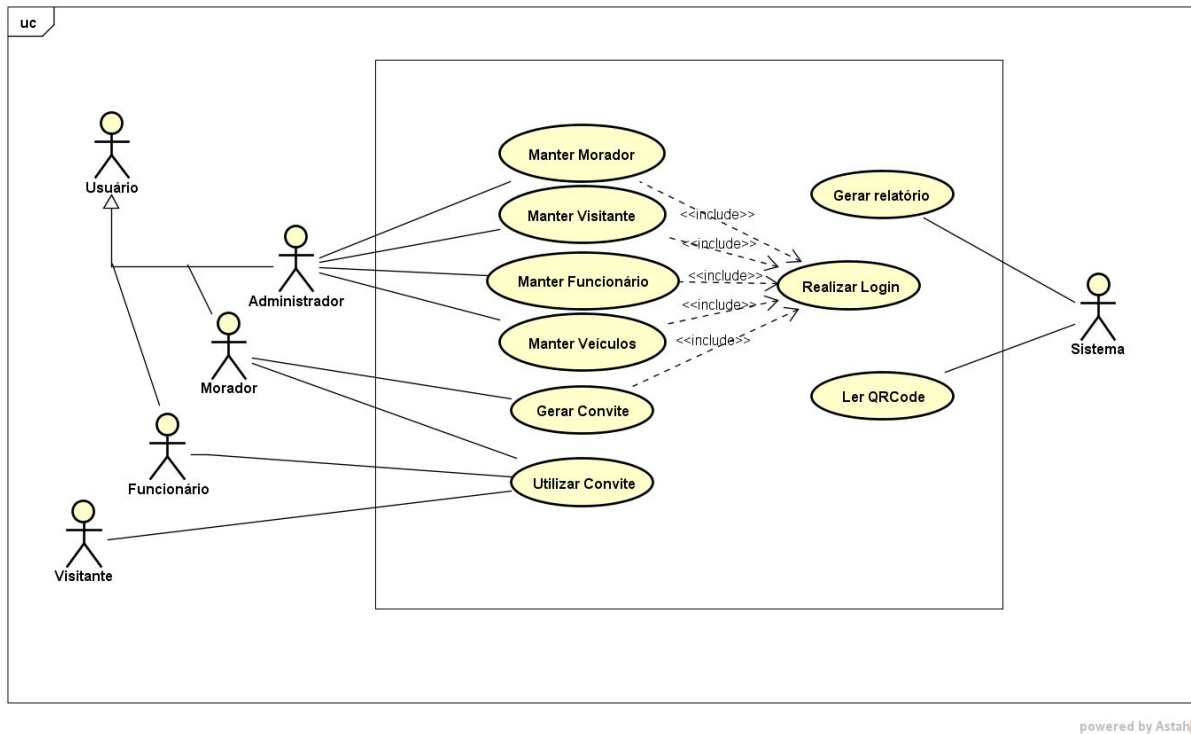 uc
Usuário
Administrador
Morador
Funcionário
Visitante
Manter Morador
Manter Visitante
Manter Funcionário
Manter Veículos
Gerar Convite
Utilizar Convite
<<include>>
<<include>>
<<include>>
<<include>>
<<include>>
Realizar Login
Gerar relatório
Ler QRCode
Sistema
powered by Astah